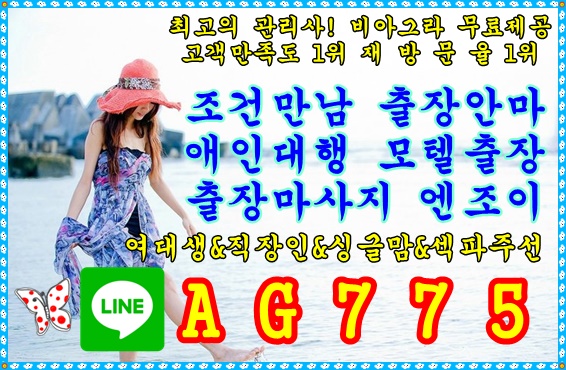 최고의 관리사! 비아그라 무료제공
고객만족도 1위 재 방 문 율 1위
조건만남 출장안마
애인대행 모텔출장
출장마사지 엔조이
여대생&직장인&싱글맘&섹파주선
LINE AG775